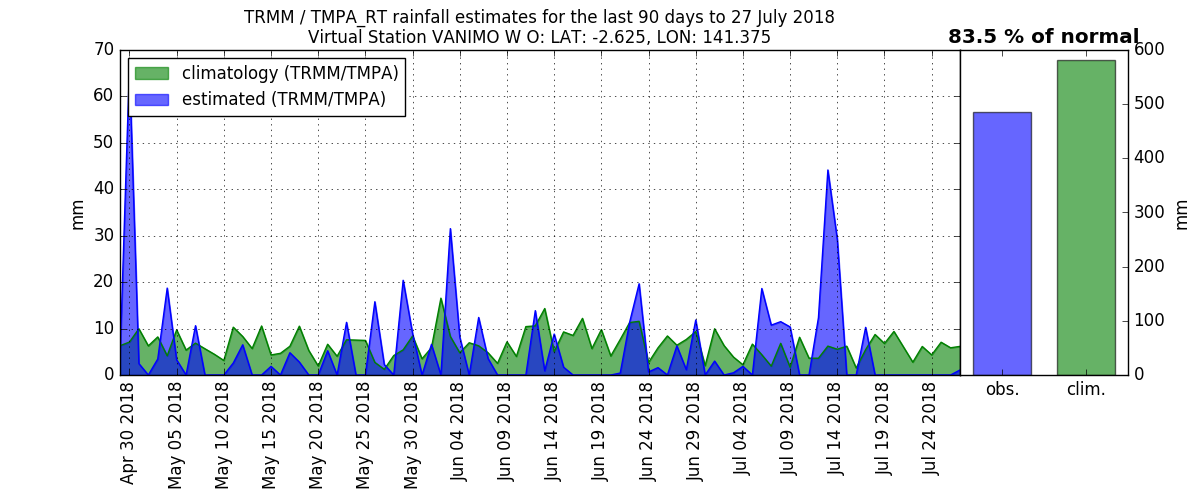 TRMM / TMPA_RT rainfall estimates for the last 90 days to 27 July 2018
Virtual Station VANIMO W O: LAT: -2.625, LON: 141.375
83.5 % of normal
climatology (TRMM/TMPA)
estimated (TRMM/TMPA)
70
60
50
40
30
20
10
0
mm
Apr 30 2018
May 05 2018
May 10 2018
May 15 2018
May 20 2018
May 25 2018
May 30 2018
Jun 04 2018
Jun 09 2018
Jun 14 2018
Jun 19 2018
Jun 24 2018
Jun 29 2018
Jul 04 2018
Jul 09 2018
Jul 14 2018
Jul 19 2018
Jul 24 2018
obs.
clim.
600
500
400
300
200
100
0
mm